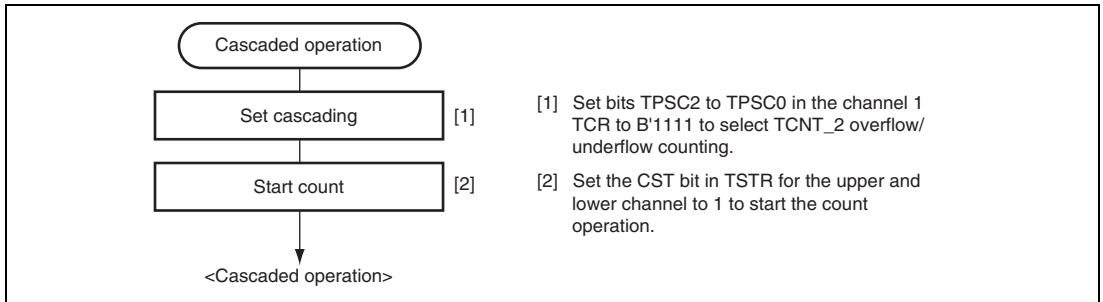 Cascaded operation
Set cascading [1]
Start count [2]
<Cascaded operation>
[1] Set bits TPSC2 to TPSC0 in the channel 1
TCR to B'1111 to select TCNT_2 overflow/
underflow counting.
[2] Set the CST bit in TSTR for the upper and
lower channel to 1 to start the count
operation.